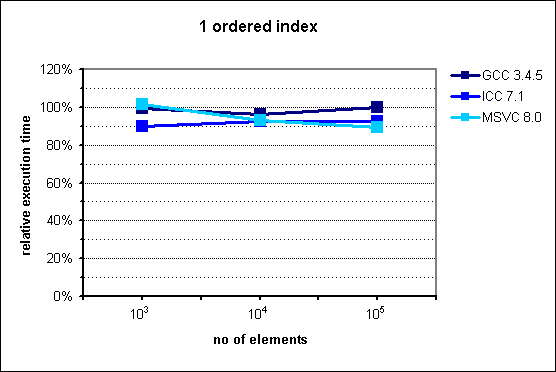 1 ordered index
120%
100%
80%
60%
40%
20%
0%
relative execution time
10³
10⁴
10⁵
no of elements
GCC 3.4.5
ICC 7.1
MSVC 8.0